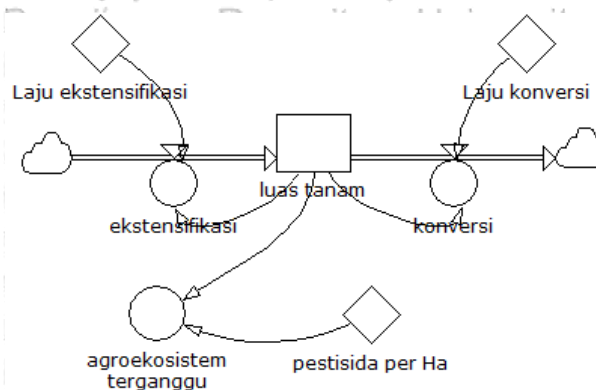 Laju ekstensifikasi
Laju konversi
luas tanam
ekstensifikasi
konversi
agroekosistem
terganggu
pestisida per Ha